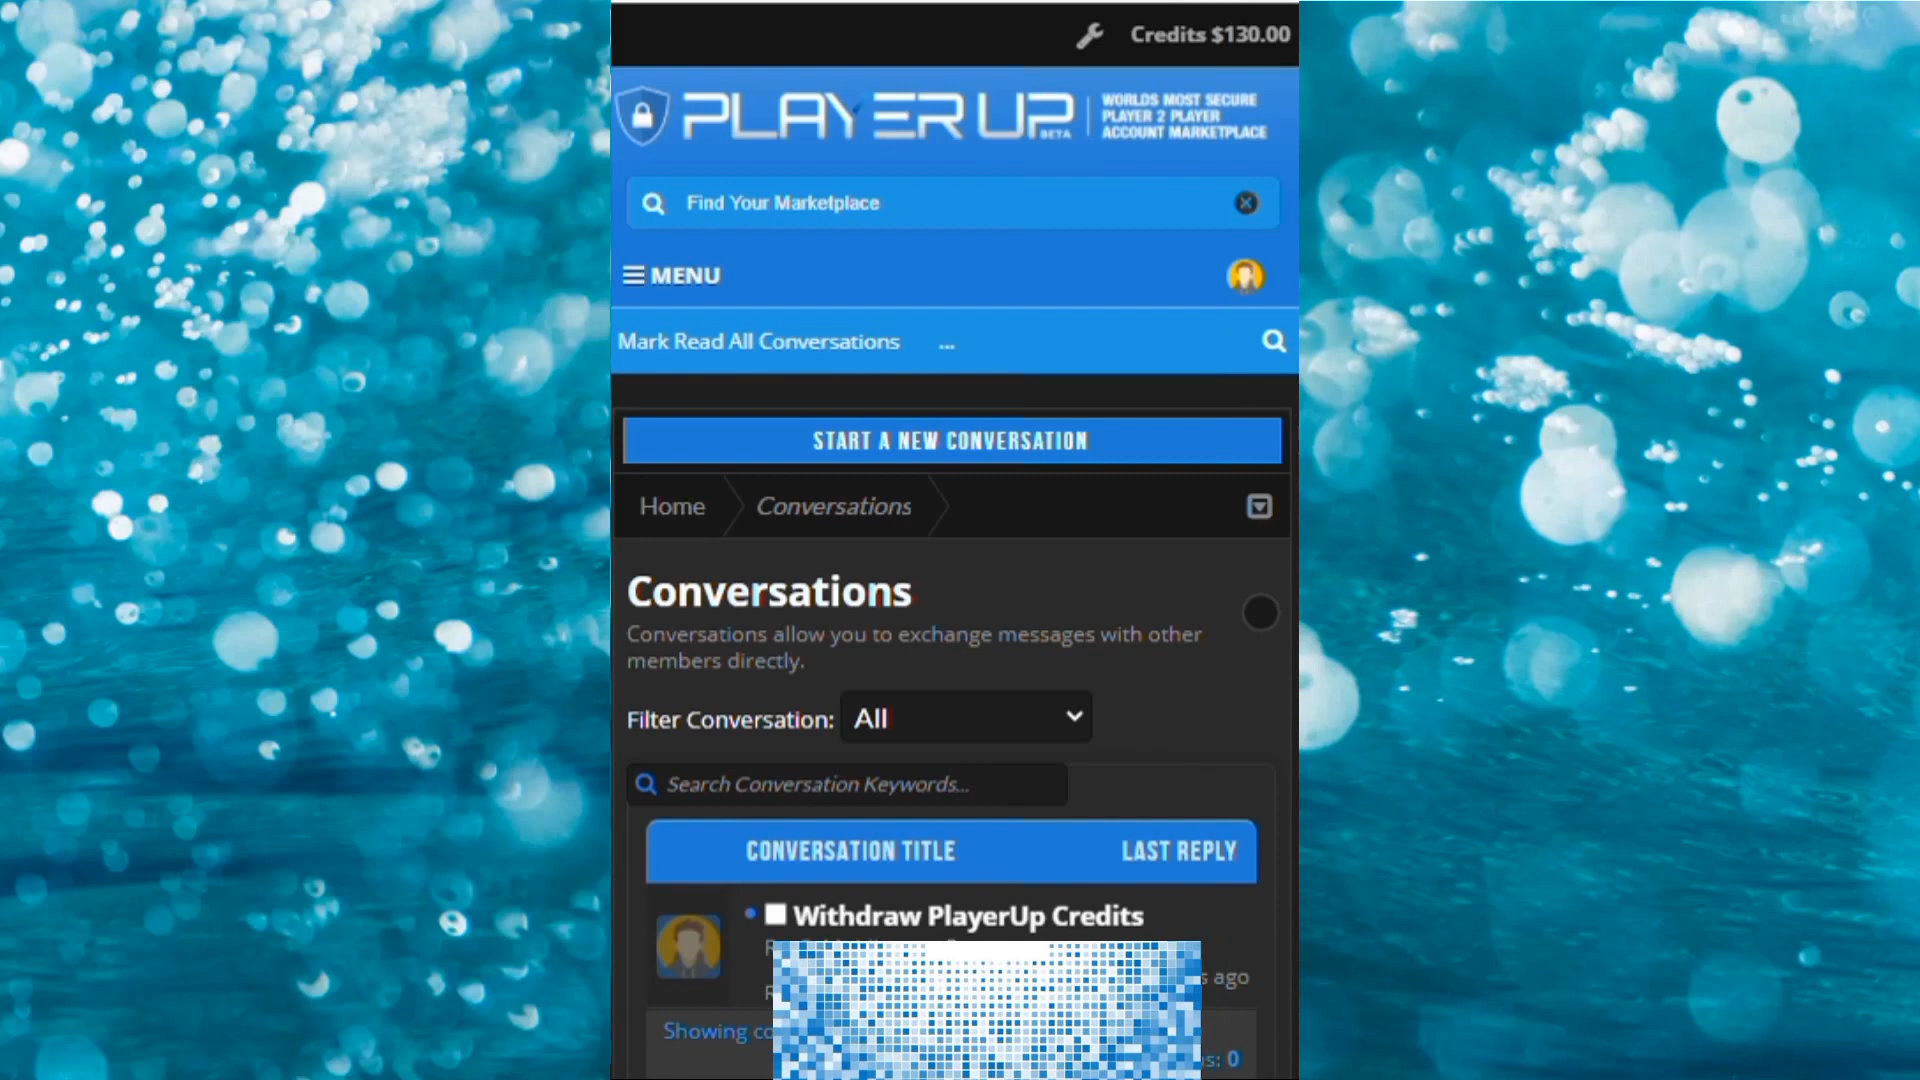 Credits $130.00
PLAYER UP
BETA
WORLDS MOST SECURE
PLAYER 2 PLAYER
ACCOUNT MARKETPLACE
Find Your Marketplace
MENU
Mark Read All Conversations ...
START A NEW CONVERSATION
Home Conversations
Conversations
Conversations allow you to exchange messages with other
members directly.
Filter Conversation: All
Search Conversation Keywords...
CONVERSATION TITLE LAST REPLY
Withdraw PlayerUp Credits
ago
Showing
0